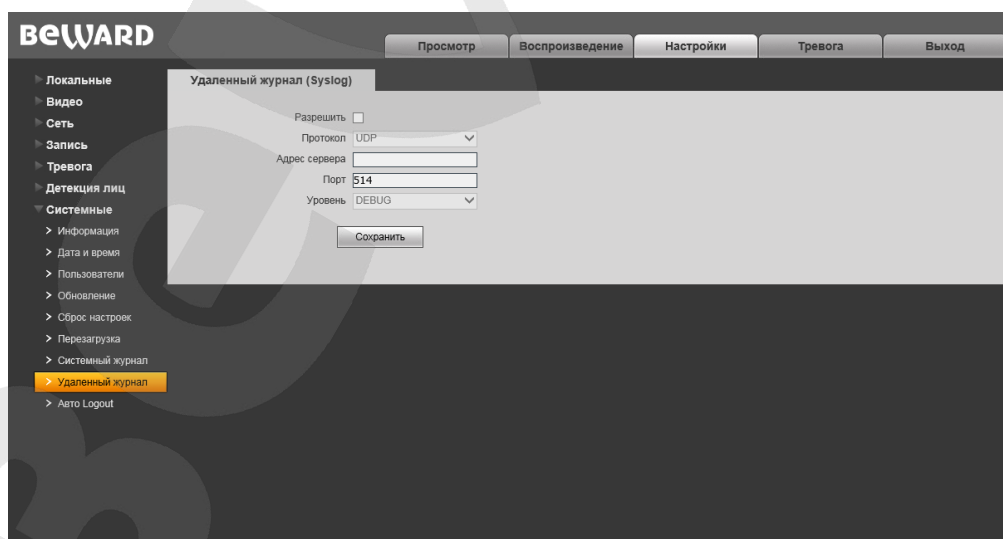 BEWARD
Просмотр
Воспроизведение
Настройки
Тревога
Выход
Локальные
Видео
Сеть
Запись
Тревога
Детекция лиц
Системные
Информация
Дата и время
Пользователи
Обновление
Сброс настроек
Перезагрузка
Системный журнал
Удаленный журнал
Авто Logout
Удаленный журнал (Syslog)
Разрешить
Протокол UDP
Адрес сервера
Порт 514
Уровень DEBUG
Сохранить